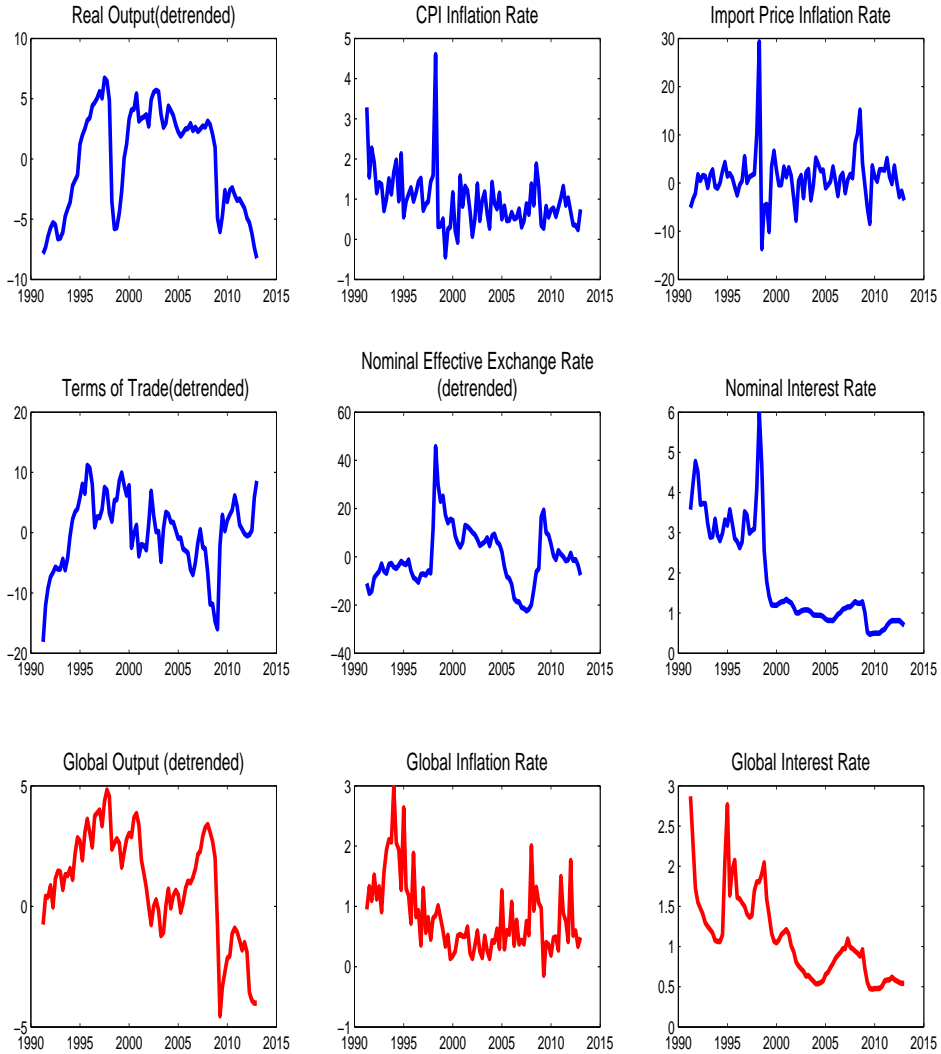 Real Output(detrended)
CPI Inflation Rate
Import Price Inflation Rate
10
5
0
−5
−10
1990 1995 2000 2005 2010 2015
5
4
3
2
1
0
−1
1990 1995 2000 2005 2010 2015
30
20
10
0
−10
−20
1990 1995 2000 2005 2010 2015
Terms of Trade(detrended)
Nominal Effective Exchange Rate
(detrended)
Nominal Interest Rate
20
10
0
−10
−20
1990 1995 2000 2005 2010 2015
60
40
20
0
−20
−40
1990 1995 2000 2005 2010 2015
6
5
4
3
2
1
0
1990 1995 2000 2005 2010 2015
Global Output (detrended)
Global Inflation Rate
Global Interest Rate
5
0
−5
1990 1995 2000 2005 2010 2015
3
2
1
0
−1
1990 1995 2000 2005 2010 2015
3
2.5
2
1.5
1
0.5
0
1990 1995 2000 2005 2010 2015